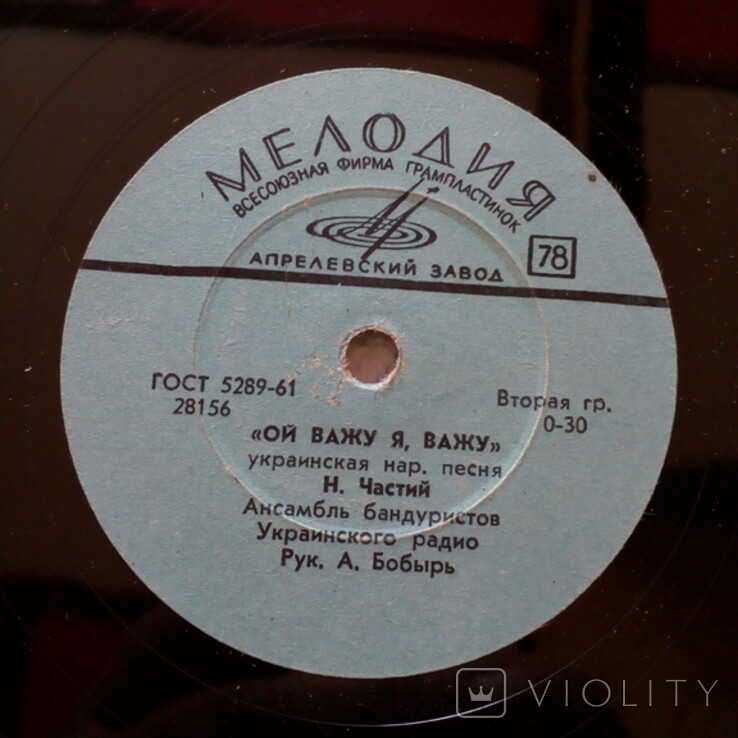 МЕЛОДИЯ
ВСЕСОЮЗНАЯ ФИРМА ГРАМПЛАСТИНОК
АПРЕЛЕВСКИЙ ЗАВОД
78
ГОСТ 5289-61
28156
Вторая гр.
0-30
«ОЙ ВАЖУ Я, ВАЖУ»
украинская нар. песня
Н. Частий
Ансамбль бандуристов
Украинского радио
Рук. А. Бобырь
VIOLITY